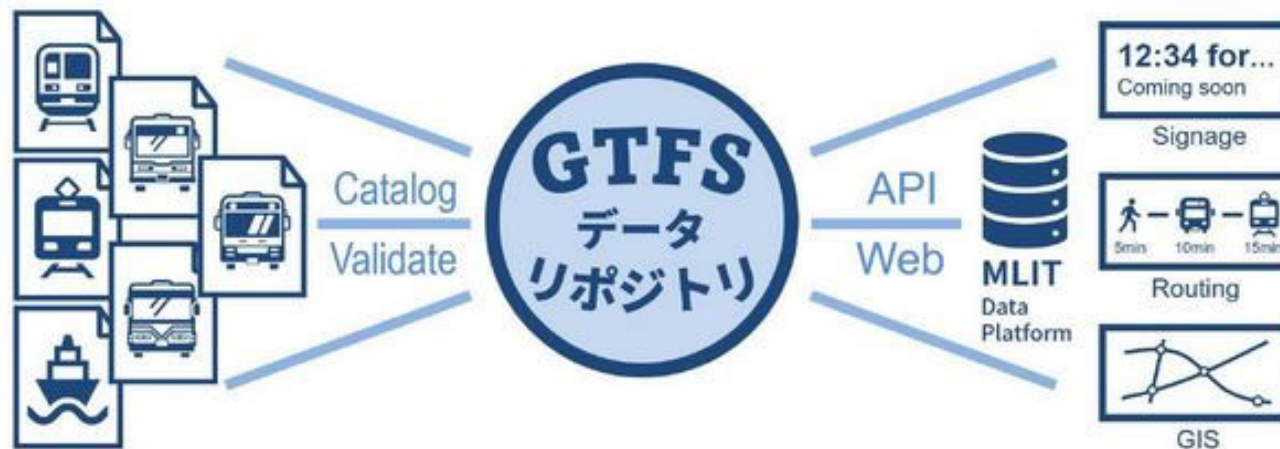 Catalog
Validate
GTFS
データ
リポジトリ
API
Web
MLIT
Data
Platform
12:34 for...
Coming soon
Signage
5min
10min
15min
Routing
GIS